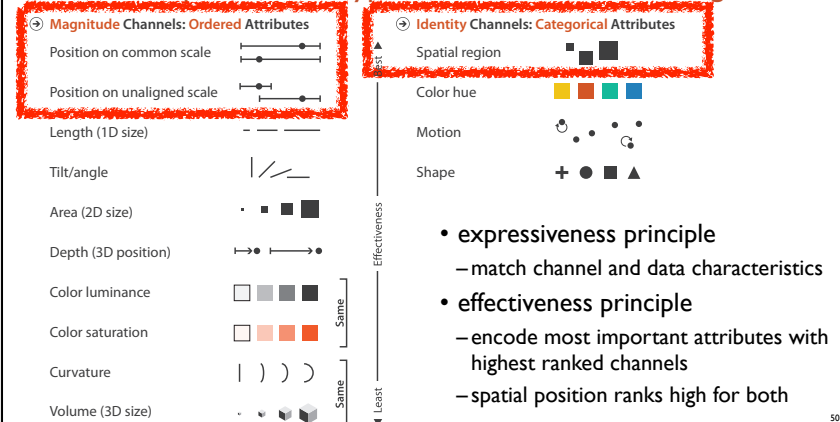 Magnitude Channels: Ordered Attributes
Position on common scale
Position on unaligned scale
Length (1D size)
Tilt/angle
Area (2D size)
Depth (3D position)
Color luminance
Color saturation
Same
Curvature
Volume (3D size)
Same
Effectiveness
Least
Identity Channels: Categorical Attributes
Spatial region
Color hue
Motion
Shape
• expressiveness principle
–match channel and data characteristics
• effectiveness principle
–encode most important attributes with
highest ranked channels
–spatial position ranks high for both
50